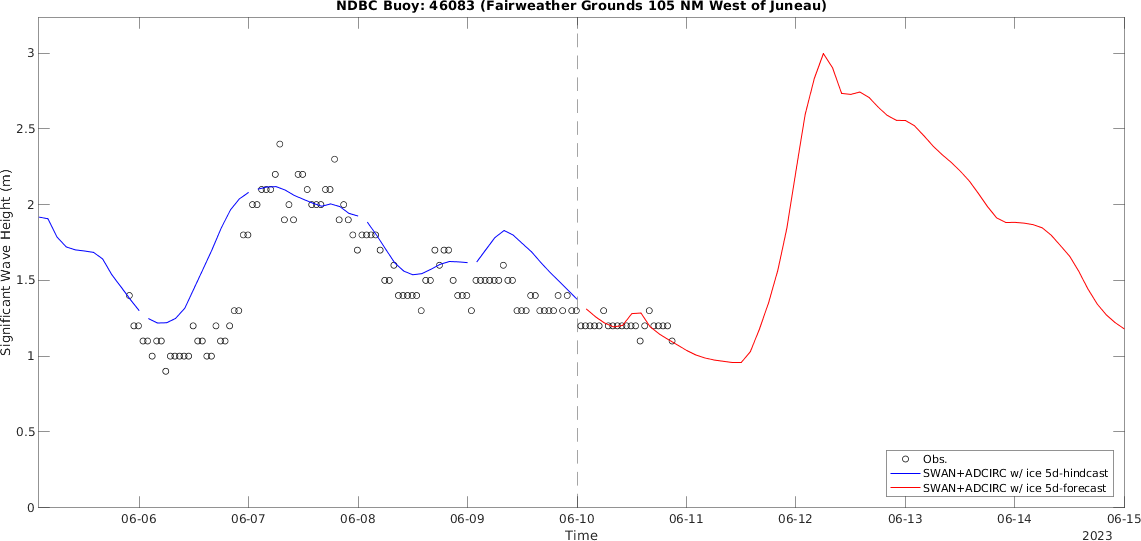 NDBC Buoy: 46083 (Fairweather Grounds 105 NM West of Juneau)
3
2.5
2
1.5
1
0.5
0
Significant Wave Height (m)
06-06 06-07 06-08 06-09 06-10 06-11 06-12 06-13 06-14 06-15
Time
2023
Obs.
SWAN+ADCIRC w/ ice 5d-hindcast
SWAN+ADCIRC w/ ice 5d-forecast